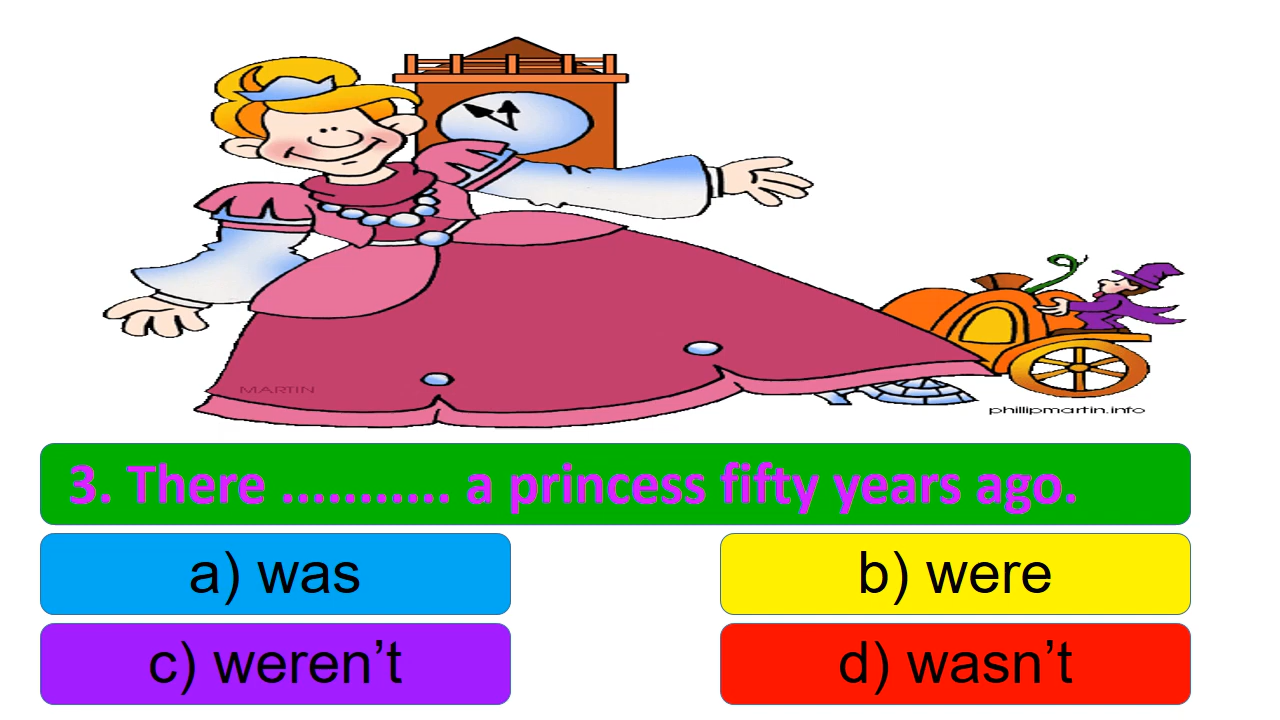 MARTIN
phillipmartin.info
3. There ........... a princess fifty years ago.
a) was
b) were
c) weren’t
d) wasn’t